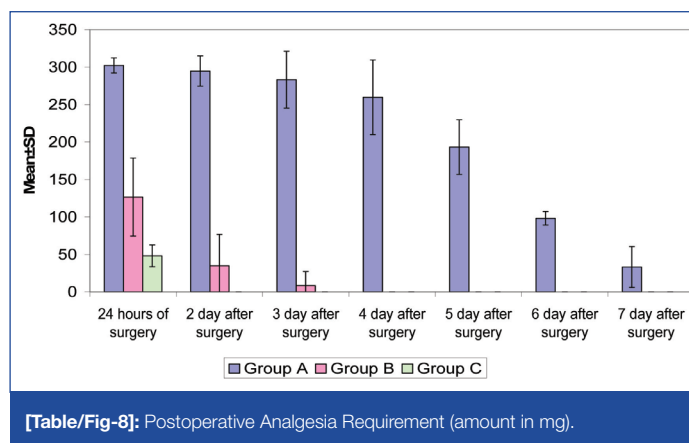 Mean±SD
350
300
250
200
150
100
50
0
24 hours of surgery
2 day after surgery
3 day after surgery
4 day after surgery
5 day after surgery
6 day after surgery
7 day after surgery
Group A Group B Group C
[Table/Fig-8]: Postoperative Analgesia Requirement (amount in mg).